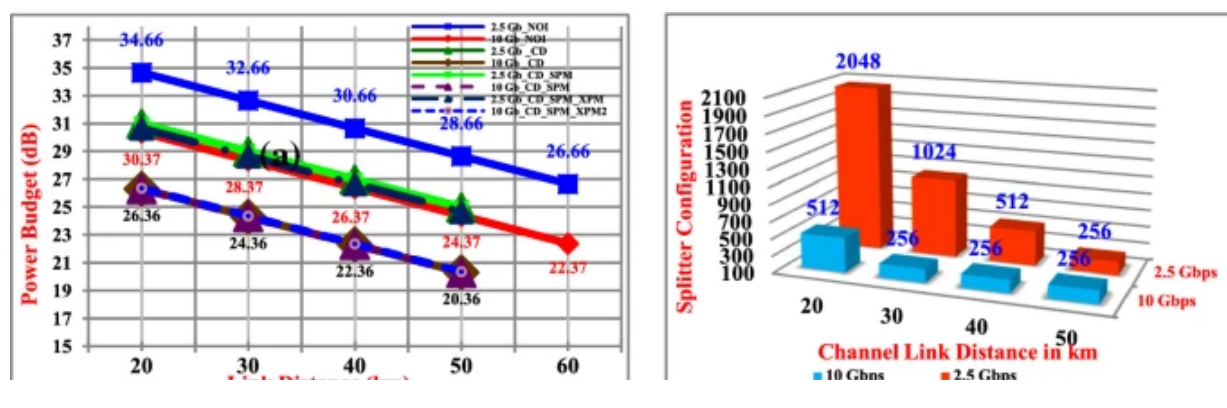 37
35
33
31
29
27
25
23
21
19
17
15
Power Budget (dB)
34.66
32.66
30.66
28.66
26.66
30.37
28.37
26.37
24.37
22.37
26.36
24.36
22.36
20.36
(a)
2.5 Gb_NOI
10 Gb_NOI
2.5 Gb _CD
10 Gb _CD
2.5 Gb_CD_SPM
10 Gb_CD_SPM
2.5 Gb_CD_SPM_XPM
10 Gb_CD_SPM_XPM2
20 30 40 50 60
Link Distance (km)
Splitter Configuration
2100
1900
1700
1500
1300
1100
900
700
500
300
100
2048
1024
512
256
512
256
256
256
2.5 Gbps
10 Gbps
20
30
40
50
Channel Link Distance in km
10 Gbps 2.5 Gbps